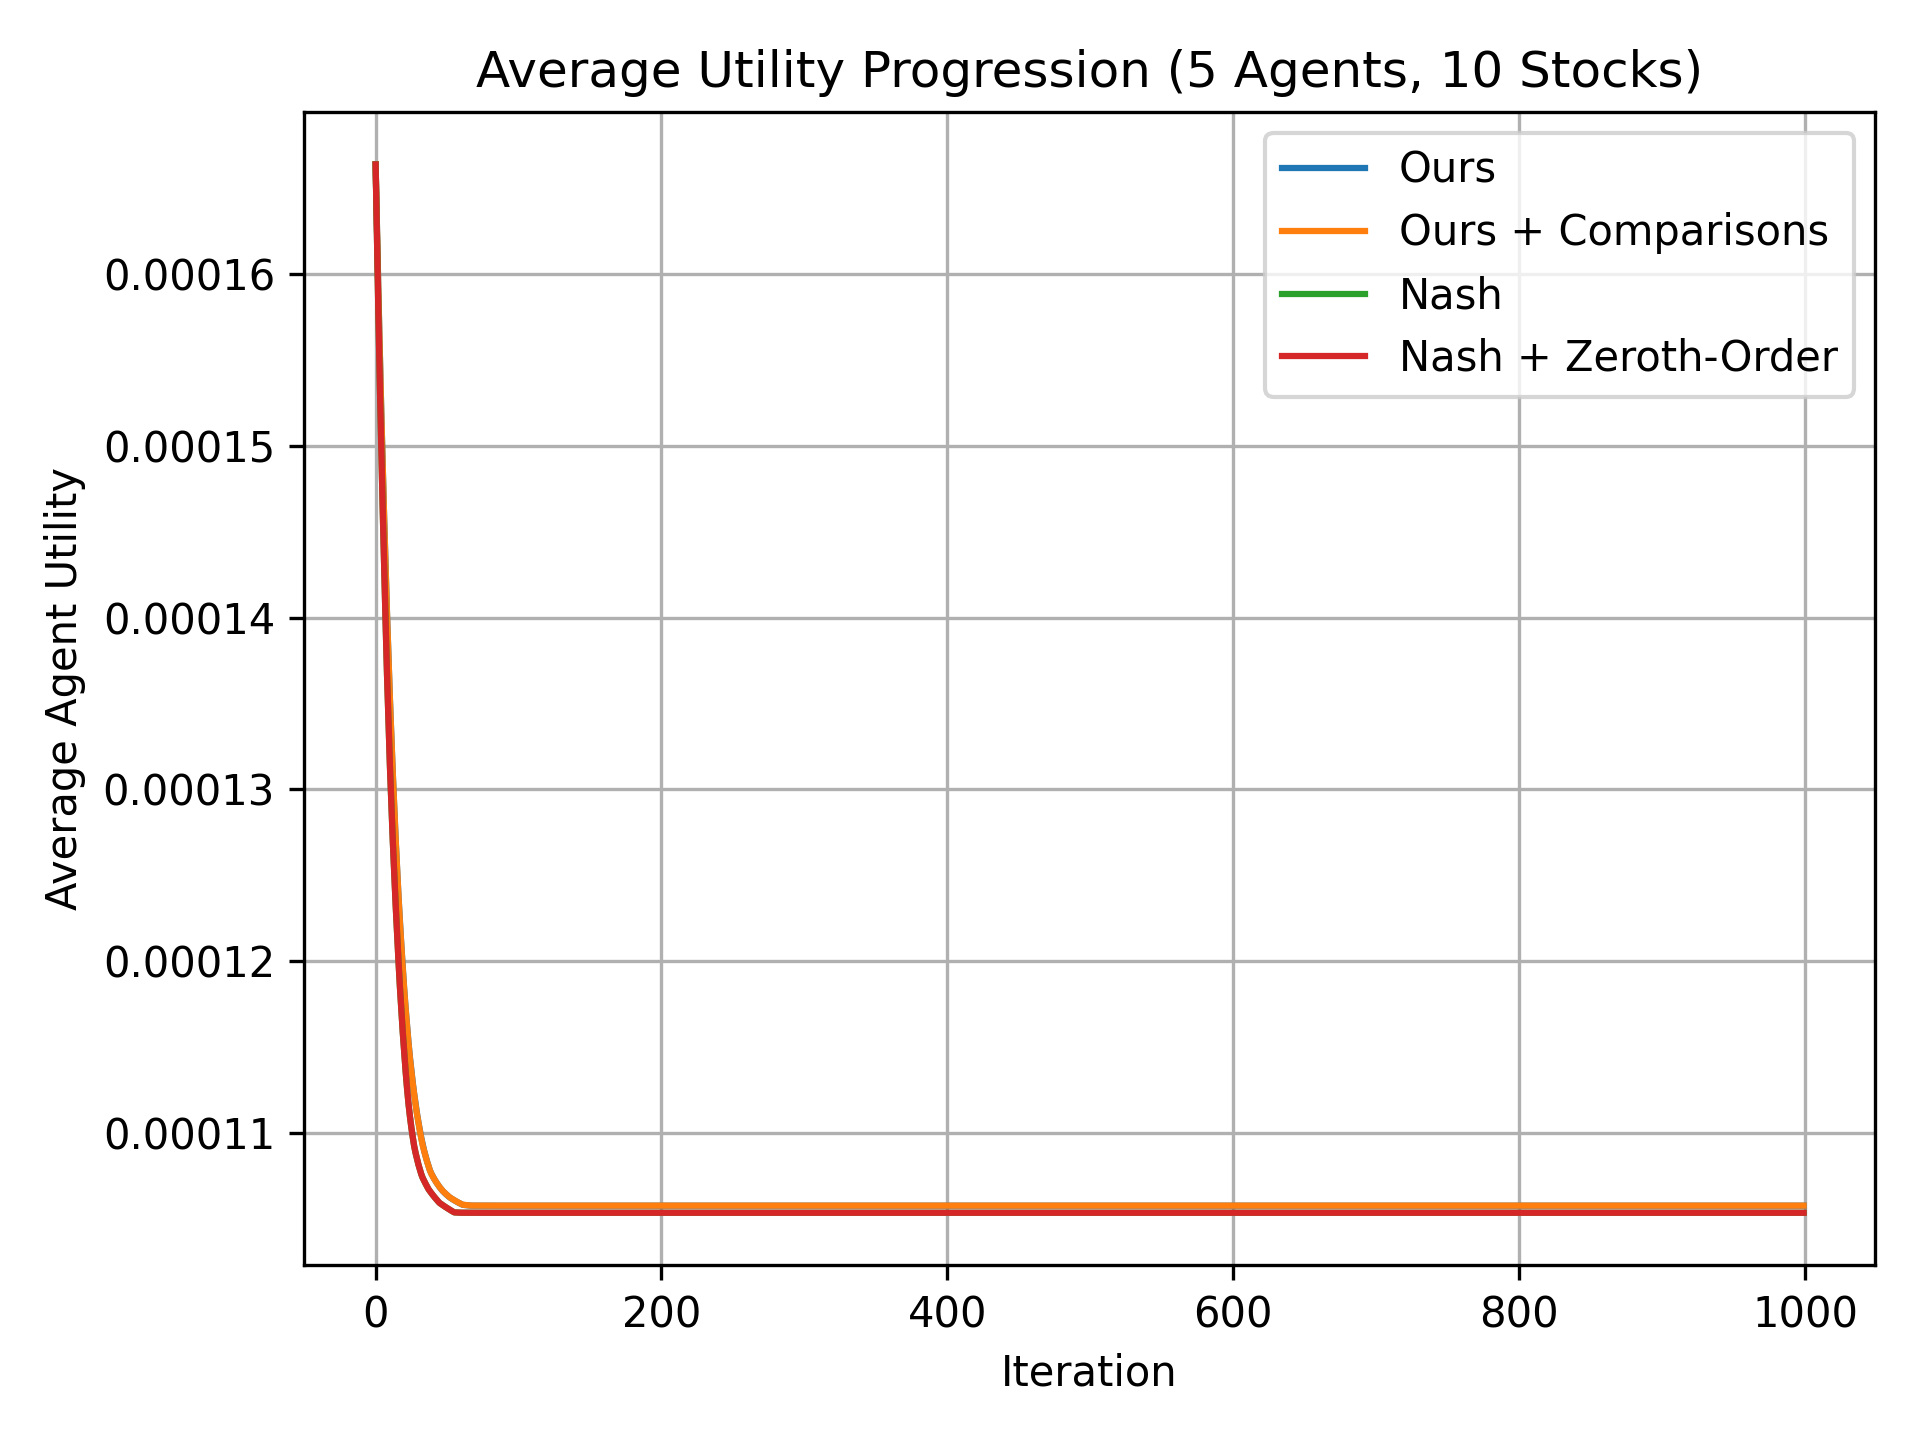 Average Utility Progression (5 Agents, 10 Stocks)
Ours
Ours + Comparisons
Nash
Nash + Zeroth-Order
Average Agent Utility
0.00016
0.00015
0.00014
0.00013
0.00012
0.00011
0
200
400
600
800
1000
Iteration